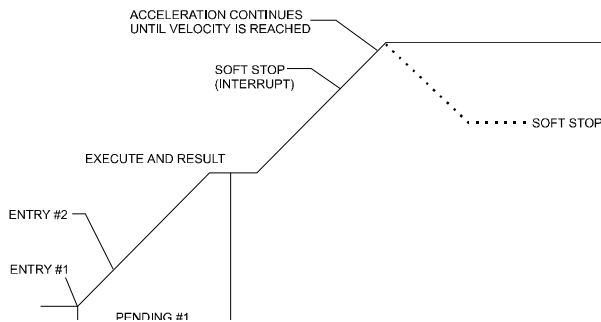 ACCELERATION CONTINUES
UNTIL VELOCITY IS REACHED
SOFT STOP
(INTERRUPT)
SOFT STOP
EXECUTE AND RESULT
ENTRY #2
ENTRY #1
PENDING #1